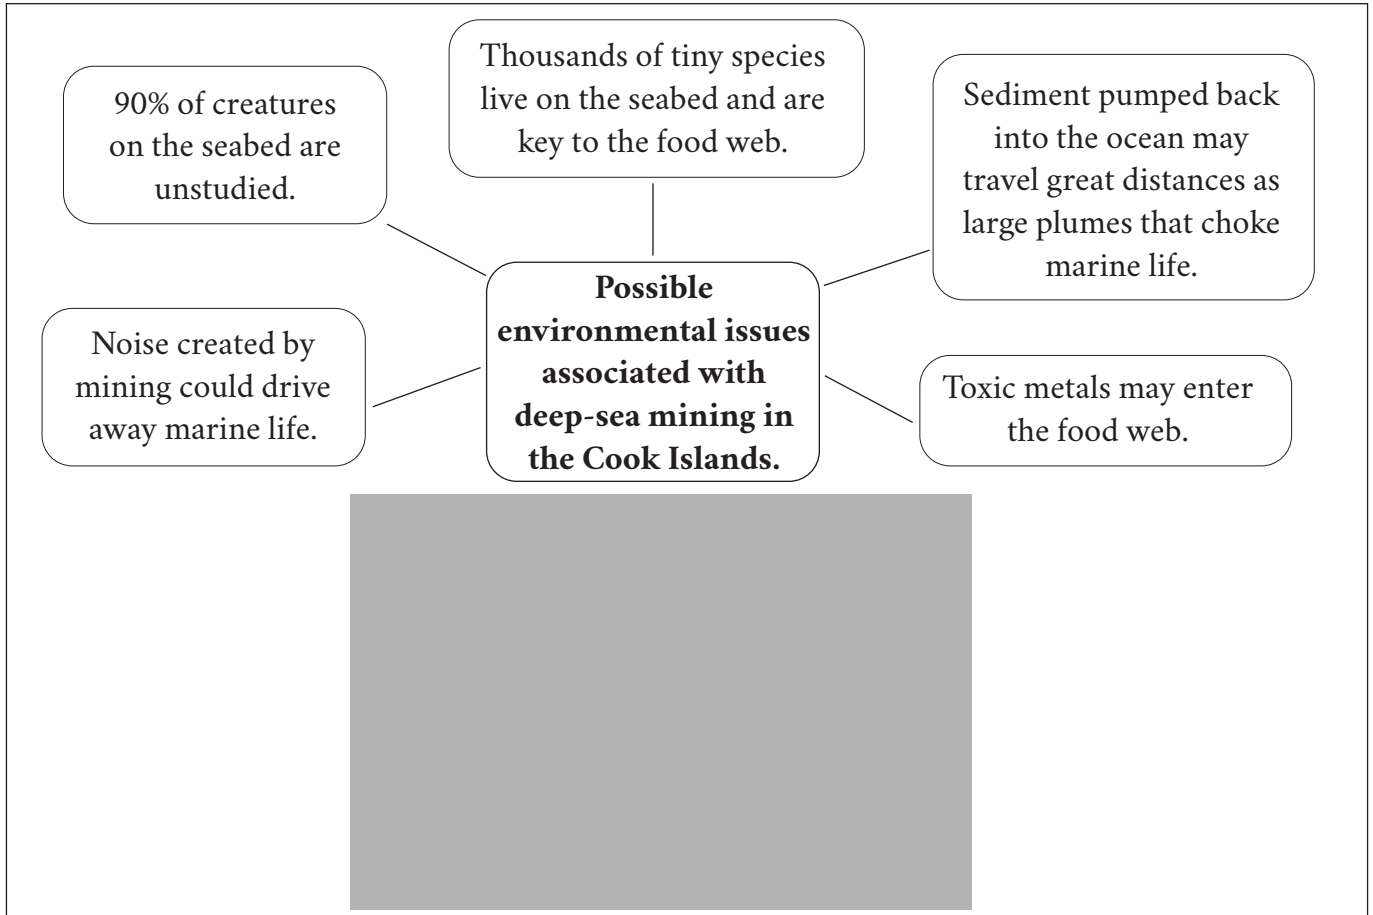 90% of creatures
on the seabed are
unstudied.
Thousands of tiny species
live on the seabed and are
key to the food web.
Sediment pumped back
into the ocean may
travel great distances as
large plumes that choke
marine life.
Noise created by
mining could drive
away marine life.
Possible
environmental issues
associated with
deep-sea mining in
the Cook Islands.
Toxic metals may enter
the food web.